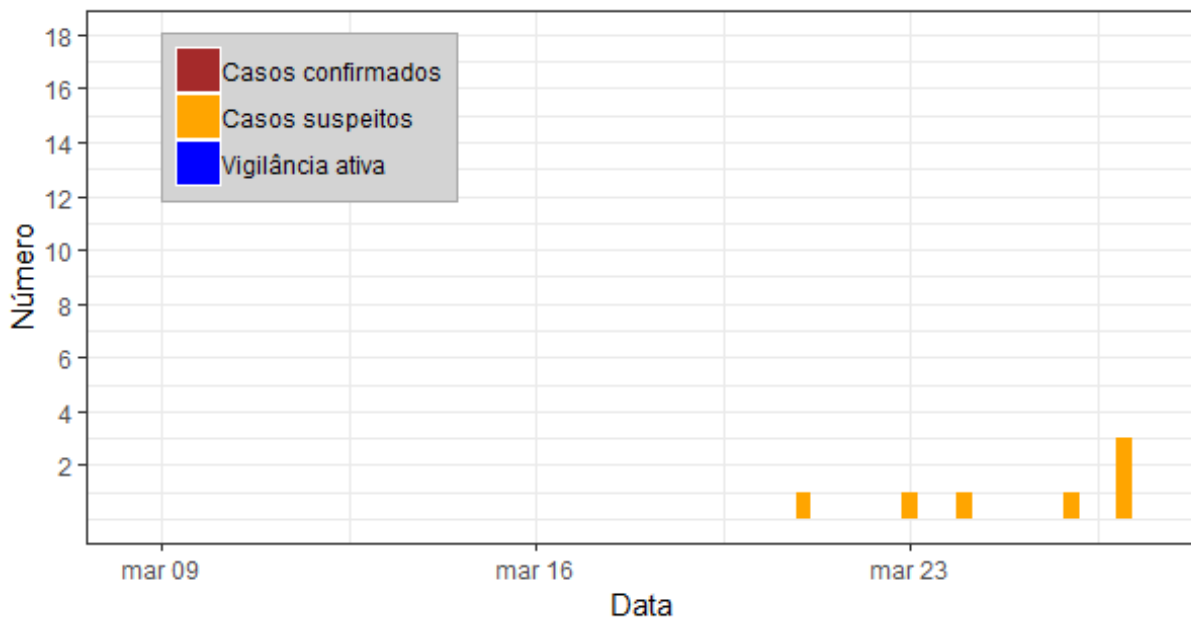 Número
18
16
14
12
10
8
6
4
2
Casos confirmados
Casos suspeitos
Vigilância ativa
mar 09
mar 16
mar 23
Data